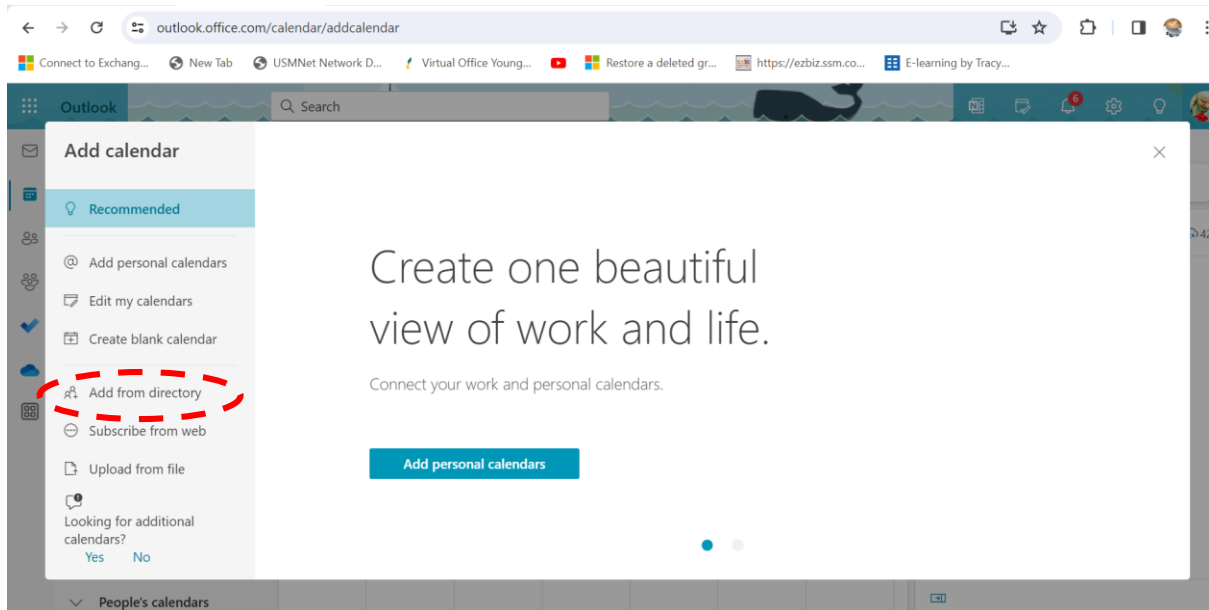 outlook.office.com/calendar/addcalendar
Connect to Exchang... New Tab USMNet Network D... Virtual Office Young... Restore a deleted gr... https://ezbiz.ssm.co... E-learning by Tracy...
Outlook Search 6
Add calendar
Recommended
Add personal calendars
Edit my calendars
Create blank calendar
Add from directory
Subscribe from web
Upload from file
Looking for additional
calendars?
Yes No
Create one beautiful
view of work and life.
Connect your work and personal calendars.
Add personal calendars
People's calendars